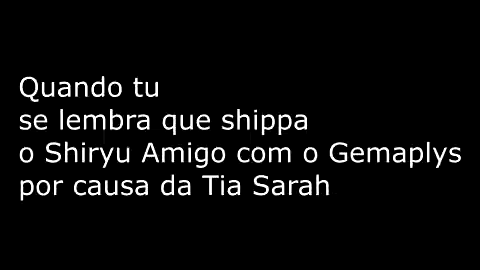 Quando tu
se lembra que shippa
o Shiryu Amigo com o Gemaplys
por causa da Tia Sarah